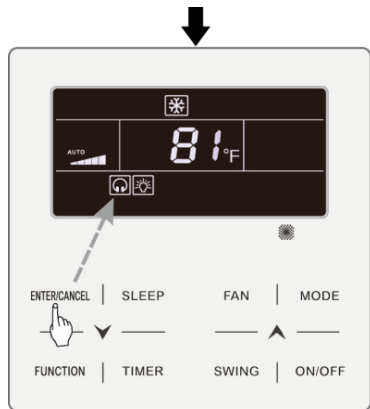 81°F
AUTO
ENTER/CANCEL SLEEP FAN MODE
FUNCTION TIMER SWING ON/OFF